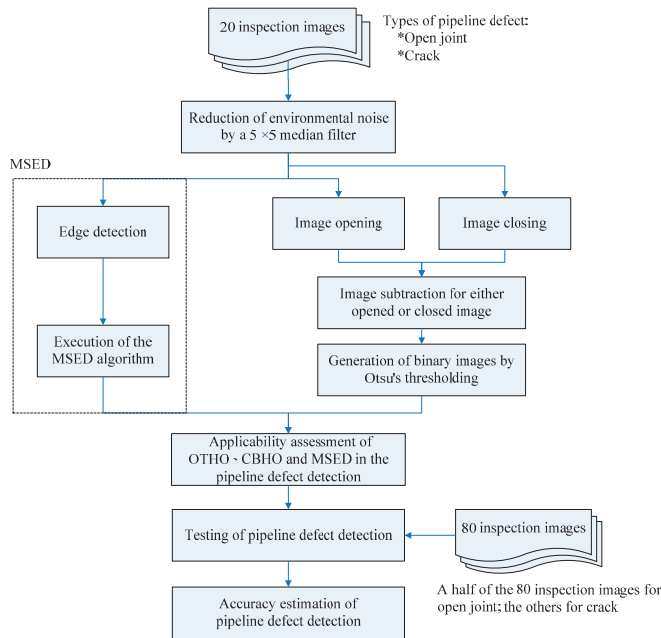 20 inspection images
Types of pipeline defect:
*Open joint
*Crack
Reduction of environmental noise
by a 5 ×5 median filter
MSED
Edge detection
Image opening
Image closing
Image subtraction for either
opened or closed image
Execution of the
MSED algorithm
Generation of binary images by
Otsu's thresholding
Applicability assessment of
OTHO、CBHO and MSED in the
pipeline defect detection
Testing of pipeline defect detection
80 inspection images
A half of the 80 inspection images for
open joint; the others for crack
Accuracy estimation of
pipeline defect detection